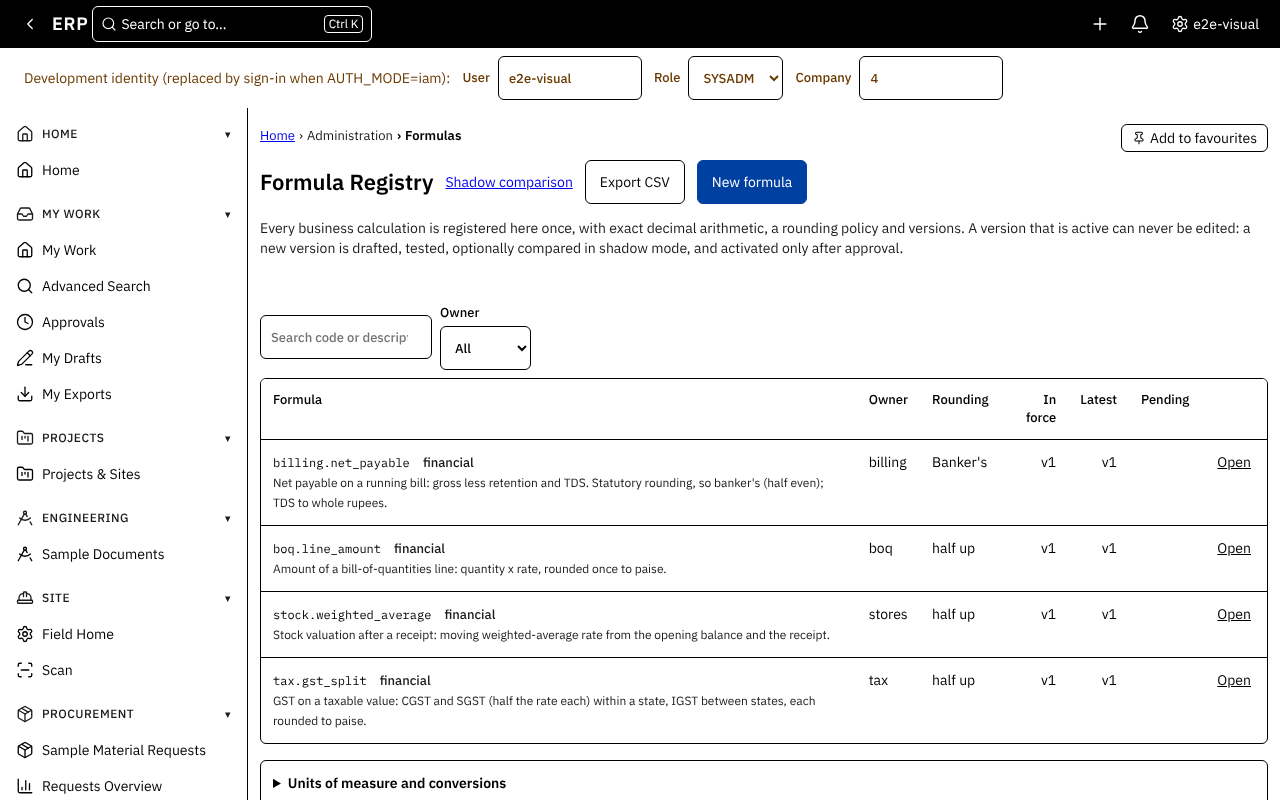 ERP
Search or go to...
Ctrl K
e2e-visual
Development identity (replaced by sign-in when AUTH_MODE=iam):
User
e2e-visual
Role
SYSADM
Company
4
HOME
Home
MY WORK
My Work
Advanced Search
Approvals
My Drafts
My Exports
PROJECTS
Projects & Sites
ENGINEERING
Sample Documents
SITE
Field Home
Scan
PROCUREMENT
Sample Material Requests
Requests Overview
Home › Administration › Formulas
Add to favourites
Formula Registry
Shadow comparison
Export CSV
New formula
Every business calculation is registered here once, with exact decimal arithmetic, a rounding policy and versions. A version that is active can never be edited: a
new version is drafted, tested, optionally compared in shadow mode, and activated only after approval.
Owner
Search code or descrip
All
Formula Owner Rounding In force Latest Pending
billing.net_payable financial billing Banker's v1 v1 Open
Net payable on a running bill: gross less retention and TDS. Statutory rounding, so banker's (half even);
TDS to whole rupees.
boq.line_amount financial boq half up v1 v1 Open
Amount of a bill-of-quantities line: quantity x rate, rounded once to paise.
stock.weighted_average financial stores half up v1 v1 Open
Stock valuation after a receipt: moving weighted-average rate from the opening balance and the receipt.
tax.gst_split financial tax half up v1 v1 Open
GST on a taxable value: CGST and SGST (half the rate each) within a state, IGST between states, each
rounded to paise.
Units of measure and conversions